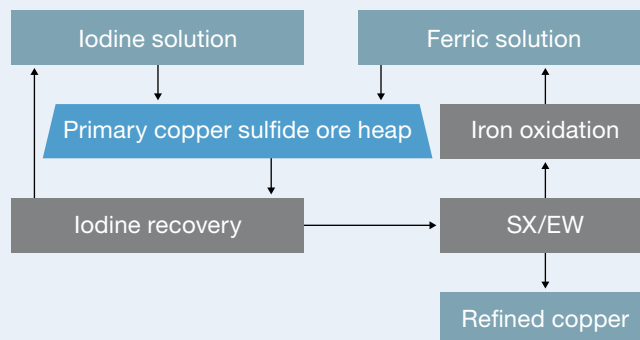 Iodine solution
Ferric solution
Primary copper sulfide ore heap
Iron oxidation
Iodine recovery
SX/EW
Refined copper